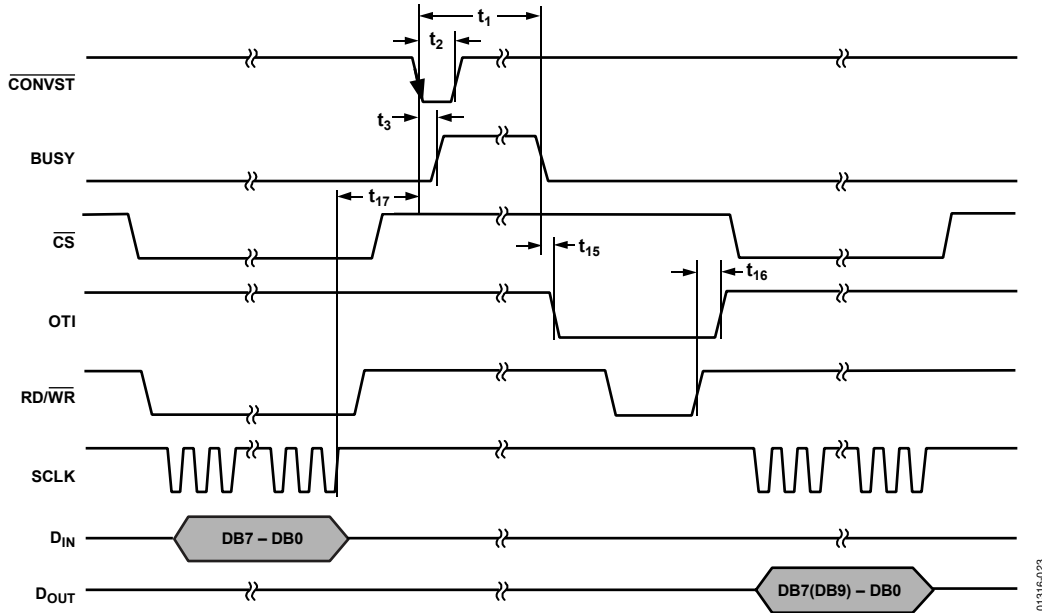 t1
t2
CONVST
t3
BUSY
t17
CS
t15
t16
OTI
RD/WR
SCLK
DIN
DB7 – DB0
DOUT
DB7(DB9) – DB0
01316-023